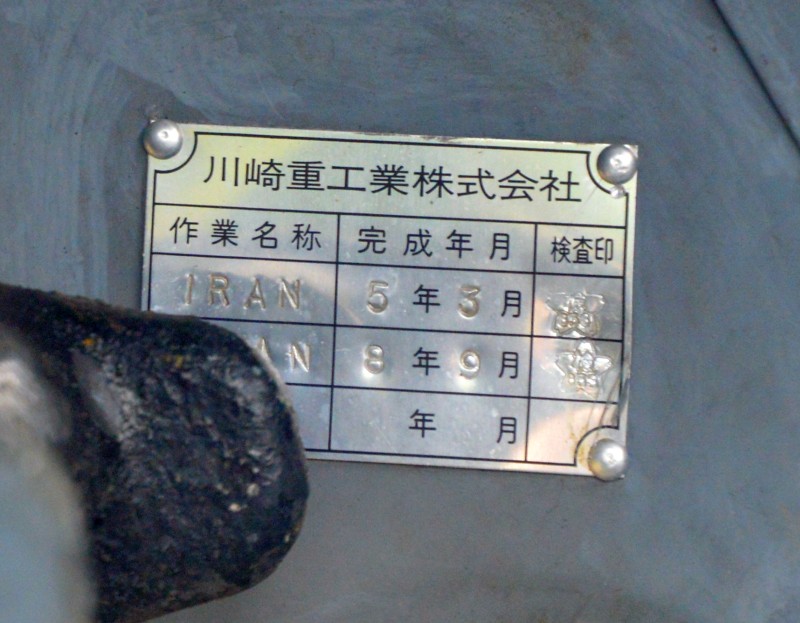 川崎重工業株式会社
作業名称 完成年月 検査印
IRAN 5年3月
AN 8年9月
年 月